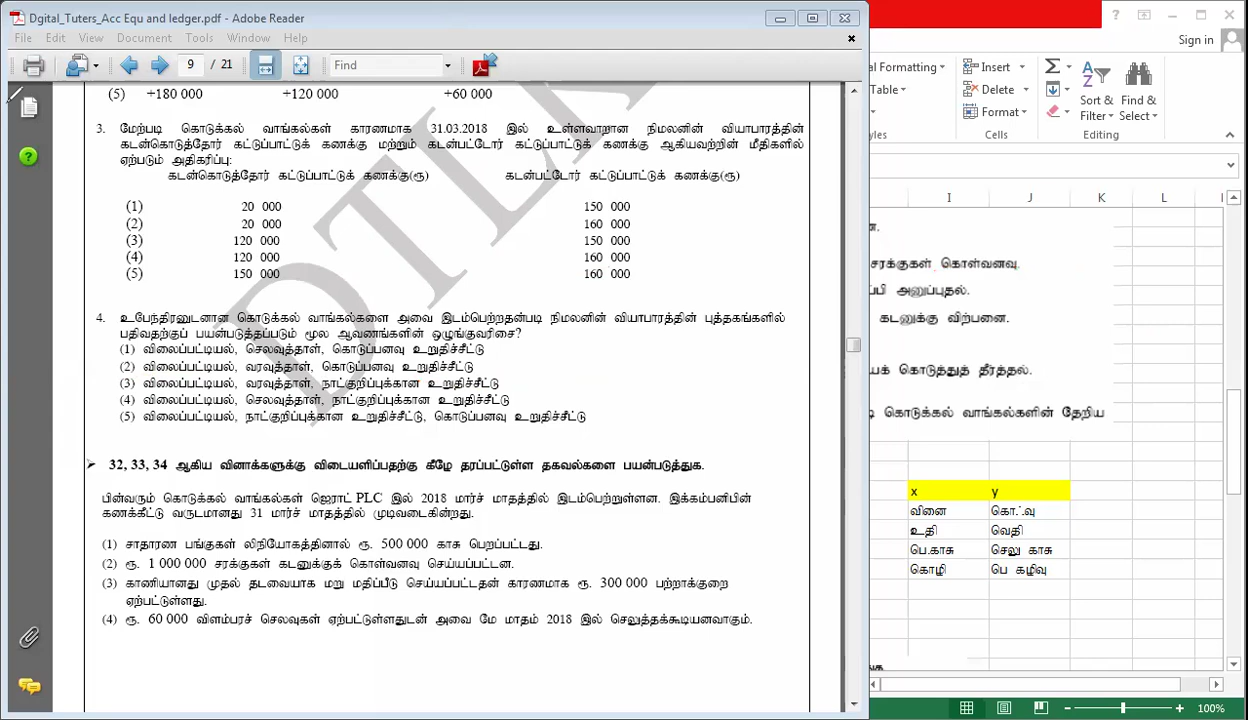 Dgital_Tuters_Acc Equ and ledger.pdf - Adobe Reader
File Edit View Document Tools Window Help
9 / 21 Find
(5) +180 000 +120 000 +60 000
3. மேற்படி கொடுக்கல் வாங்கல்கள் காரணமாக 31.03.2018 இல் உள்ளவாறான நிமலனின் வியாபாரத்தின்
கடன்கொடுத்தோர் கட்டுப்பாட்டுக் கணக்கு மற்றும் கடன்பட்டோர் கட்டுப்பாட்டுக் கணக்கு ஆகியவற்றின் மீதிகளில்
ஏற்படும் அதிகரிப்பு:
கடன்கொடுத்தோர் கட்டுப்பாட்டுக் கணக்கு(ரூ) கடன்பட்டோர் கட்டுப்பாட்டுக் கணக்கு(ரூ)
(1) 20 000 150 000
(2) 20 000 160 000
(3) 120 000 150 000
(4) 120 000 160 000
(5) 150 000 160 000
4. உபேந்திரனுடனான கொடுக்கல் வாங்கல்களை அவை இடம்பெற்றதன்படி நிமலனின் வியாபாரத்தின் புத்தகங்களில்
பதிவதற்குப் பயன்படுத்தப்படும் மூல ஆவணங்களின் ஒழுங்குவரிசை?
(1) விலைப்பட்டியல், செலவுத்தாள், கொடுப்பனவு உறுதிச்சீட்டு
(2) விலைப்பட்டியல், வரவுத்தாள், கொடுப்பனவு உறுதிச்சீட்டு
(3) விலைப்பட்டியல், வரவுத்தாள், நாட்குறிப்புக்கான உறுதிச்சீட்டு
(4) விலைப்பட்டியல், செலவுத்தாள், நாட்குறிப்புக்கான உறுதிச்சீட்டு
(5) விலைப்பட்டியல், நாட்குறிப்புக்கான உறுதிச்சீட்டு, கொடுப்பனவு உறுதிச்சீட்டு
➢ 32, 33, 34 ஆகிய வினாக்களுக்கு விடையளிப்பதற்கு கீழே தரப்பட்டுள்ள தகவல்களை பயன்படுத்துக.
பின்வரும் கொடுக்கல் வாங்கல்கள் ஜெராட் PLC இல் 2018 மார்ச் மாதத்தில் இடம்பெற்றுள்ளன. இக்கம்பனிபின்
கணக்கீட்டு வருடமானது 31 மார்ச் மாதத்தில் முடிவடைகின்றது.
(1) சாதாரண பங்குகள் லிநியோகத்தினால் ரூ. 500 000 காசு பெறப்பட்டது.
(2) ரூ. 1 000 000 சரக்குகள் கடனுக்குக் கொள்வனவு செய்யப்பட்டன.
(3) காணியானது முதல் தடவையாக மறு மதிப்பீடு செய்யப்பட்டதன் காரணமாக ரூ. 300 000 பற்றாக்குறை
ஏற்பட்டுள்ளது.
(4) ரூ. 60 000 விளம்பரச் செலவுகள் ஏற்பட்டுள்ளதுடன் அவை மே மாதம் 2018 இல் செலுத்தக்கூடியனவாகும்.
DTLN
Sign in
al Formatting Insert
Table Delete Sort & Find &
Format Filter Select
yles Cells Editing
I J K L
ன.
சரக்குகள் கொள்வனவு.
ப்பி அனுப்புதல்.
கடனுக்கு விற்பனை.
யக் கொடுத்துத் தீர்த்தல்.
டி கொடுக்கல் வாங்கல்களின் தேறிய
x y
வினை கொஃவு
உதி வெதி
பெ.காசு செலு காசு
கொழி பெ கழிவு
100%